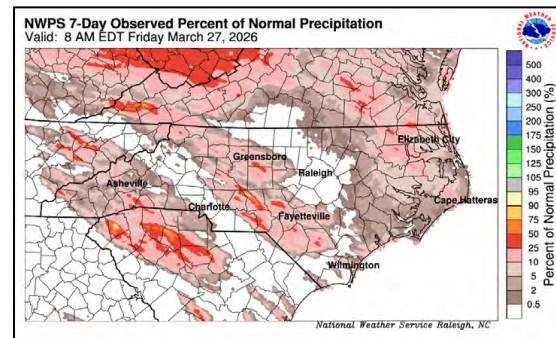 NWPS 7-Day Observed Percent of Normal Precipitation
Valid: 8 AM EDT Friday March 27, 2026
500
400
300
250
200
175
150
125
105
95
90
75
50
25
10
5
2
0.5
Percent of Normal Precipitation (%)
Elizabeth City
Greensboro
Raleigh
Asheville
Charlotte
Cape Hatteras
Fayetteville
Wilmington
National Weather Service Raleigh, NC